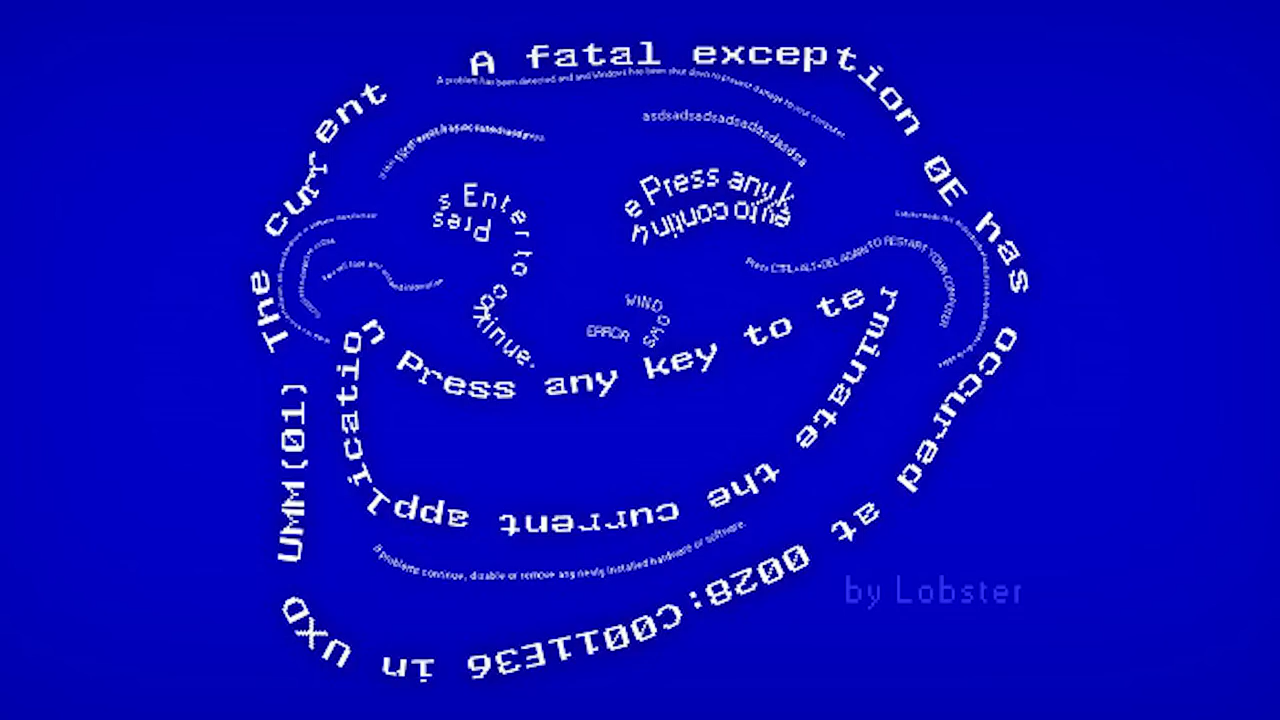 A fatal exception 0E has occured at 0028:C0011E36 in UXD UMM(01) The current
A problem has been detected and and Windows has been shut down to prevent damage to your computer.
asdsadsadsadsadasdasdsa
Press Enter to continue.
Press any key to continu
WINDOWS ERROR
Press CTRL+ALT+DEL AGAIN TO RESTART YOUR COMPUTER
Press any key to terminate the current application
problems continue, disable or remove any newly installed hardware or software.
by Lobster